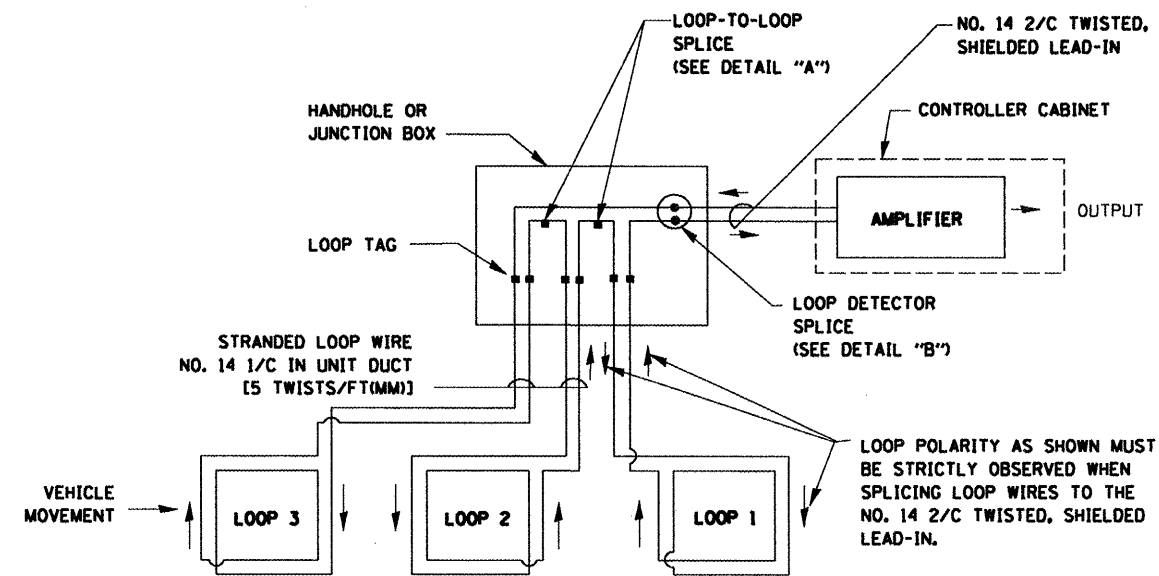 LOOP-TO-LOOP
SPLICE
(SEE DETAIL "A")
NO. 14 2/C TWISTED,
SHIELDED LEAD-IN
HANDHOLE OR
JUNCTION BOX
CONTROLLER CABINET
AMPLIFIER
OUTPUT
LOOP TAG
LOOP DETECTOR
SPLICE
(SEE DETAIL "B")
STRANDED LOOP WIRE
NO. 14 1/C IN UNIT DUCT
[5 TWISTS/FT(MM)]
LOOP POLARITY AS SHOWN MUST
BE STRICTLY OBSERVED WHEN
SPLICING LOOP WIRES TO THE
NO. 14 2/C TWISTED, SHIELDED
LEAD-IN.
VEHICLE
MOVEMENT
LOOP 3
LOOP 2
LOOP 1